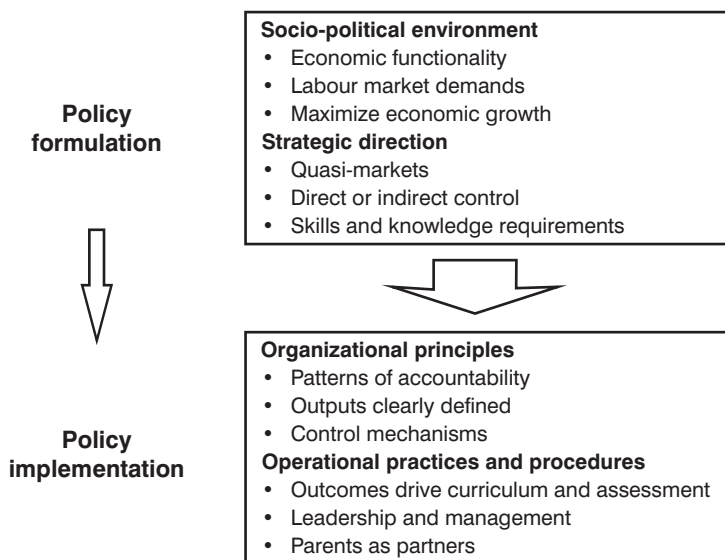 Policy
formulation
Socio-political environment
• Economic functionality
• Labour market demands
• Maximize economic growth
Strategic direction
• Quasi-markets
• Direct or indirect control
• Skills and knowledge requirements
Policy
implementation
Organizational principles
• Patterns of accountability
• Outputs clearly defined
• Control mechanisms
Operational practices and procedures
• Outcomes drive curriculum and assessment
• Leadership and management
• Parents as partners